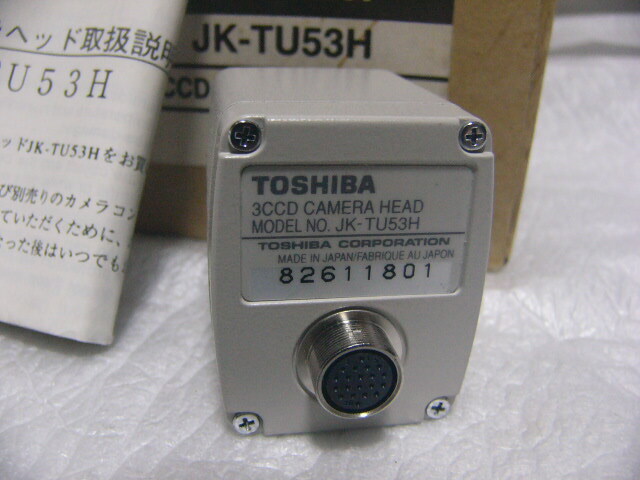 ヘッド取扱説明
U53H
ッドJK-TU53Hをお買
び別売りのカメラコン
ていただくために、
なった後はいつでも
JK-TU53H
CCD
TOSHIBA
3CCD CAMERA HEAD
MODEL NO. JK-TU53H
TOSHIBA CORPORATION
MADE IN JAPAN/FABRIQUE AU JAPON
82611801